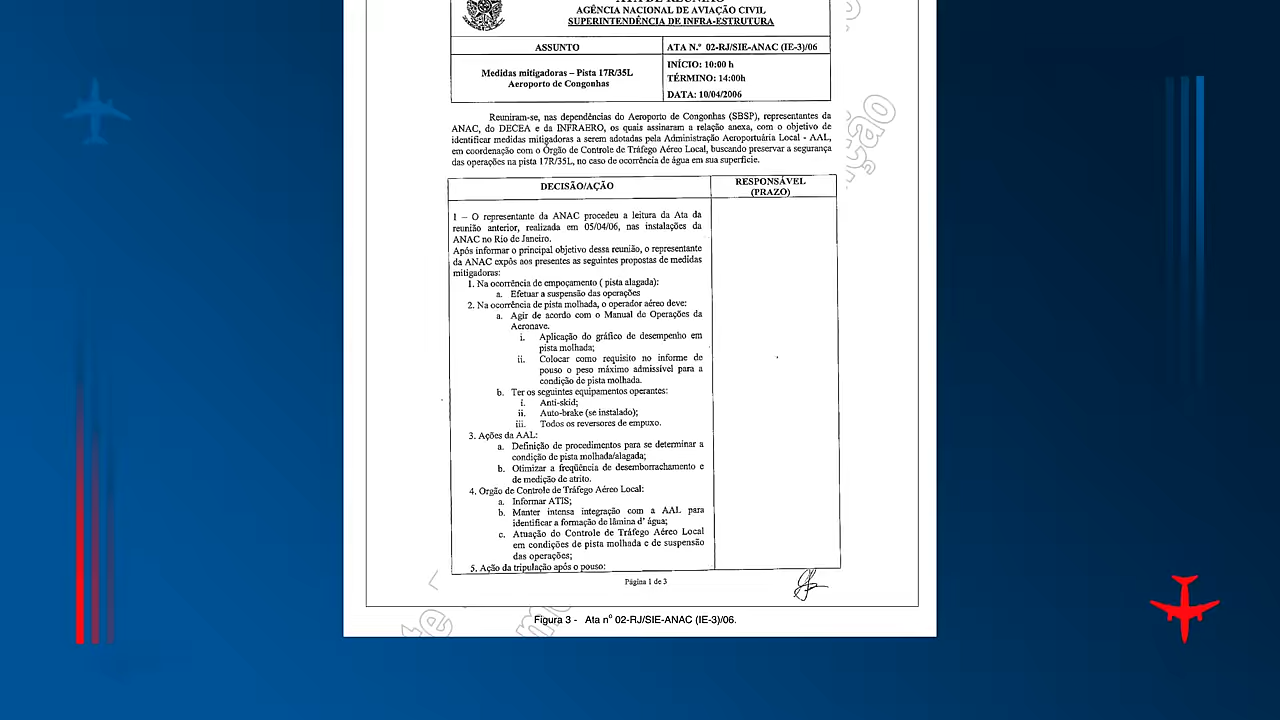 ATA DE REUNIÃO
AGÊNCIA NACIONAL DE AVIAÇÃO CIVIL
SUPERINTENDÊNCIA DE INFRA-ESTRUTURA
ASSUNTO
ATA N.º 02-RJ/SIE-ANAC (IE-3)/06
Medidas mitigadoras – Pista 17R/35L
Aeroporto de Congonhas
INÍCIO: 10:00 h
TÉRMINO: 14:00h
DATA: 10/04/2006
Reuniram-se, nas dependências do Aeroporto de Congonhas (SBSP), representantes da
ANAC, do DECEA e da INFRAERO, os quais assinaram a relação anexa, com o objetivo de
identificar medidas mitigadoras a serem adotadas pela Administração Aeroportuária Local - AAL,
em coordenação com o Órgão de Controle de Tráfego Aéreo Local, buscando preservar a segurança
das operações na pista 17R/35L, no caso de ocorrência de água em sua superfície.
DECISÃO/AÇÃO
RESPONSÁVEL
(PRAZO)
1 – O representante da ANAC procedeu a leitura da Ata da
reunião anterior, realizada em 05/04/06, nas instalações da
ANAC no Rio de Janeiro.
Após informar o principal objetivo dessa reunião, o representante
da ANAC expôs aos presentes as seguintes propostas de medidas
mitigadoras:
1. Na ocorrência de empoçamento ( pista alagada):
a. Efetuar a suspensão das operações
2. Na ocorrência de pista molhada, o operador aéreo deve:
a. Agir de acordo com o Manual de Operações da
Aeronave.
i. Aplicação do gráfico de desempenho em
pista molhada;
ii. Colocar como requisito no informe de
pouso o peso máximo admissível para a
condição de pista molhada.
b. Ter os seguintes equipamentos operantes:
i. Anti-skid;
ii. Auto-brake (se instalado);
iii. Todos os reversores de empuxo.
3. Ações da AAL:
a. Definição de procedimentos para se determinar a
condição de pista molhada/alagada;
b. Otimizar a freqüência de desemborrachamento e
de medição de atrito.
4. Orgão de Controle de Tráfego Aéreo Local:
a. Informar ATIS;
b. Manter intensa integração com a AAL para
identificar a formação de lâmina d' água;
c. Atuação do Controle de Tráfego Aéreo Local
em condições de pista molhada e de suspensão
das operações;
5. Ação da tripulação após o pouso:
Página 1 de 3
Figura 3 - Ata nº 02-RJ/SIE-ANAC (IE-3)/06.